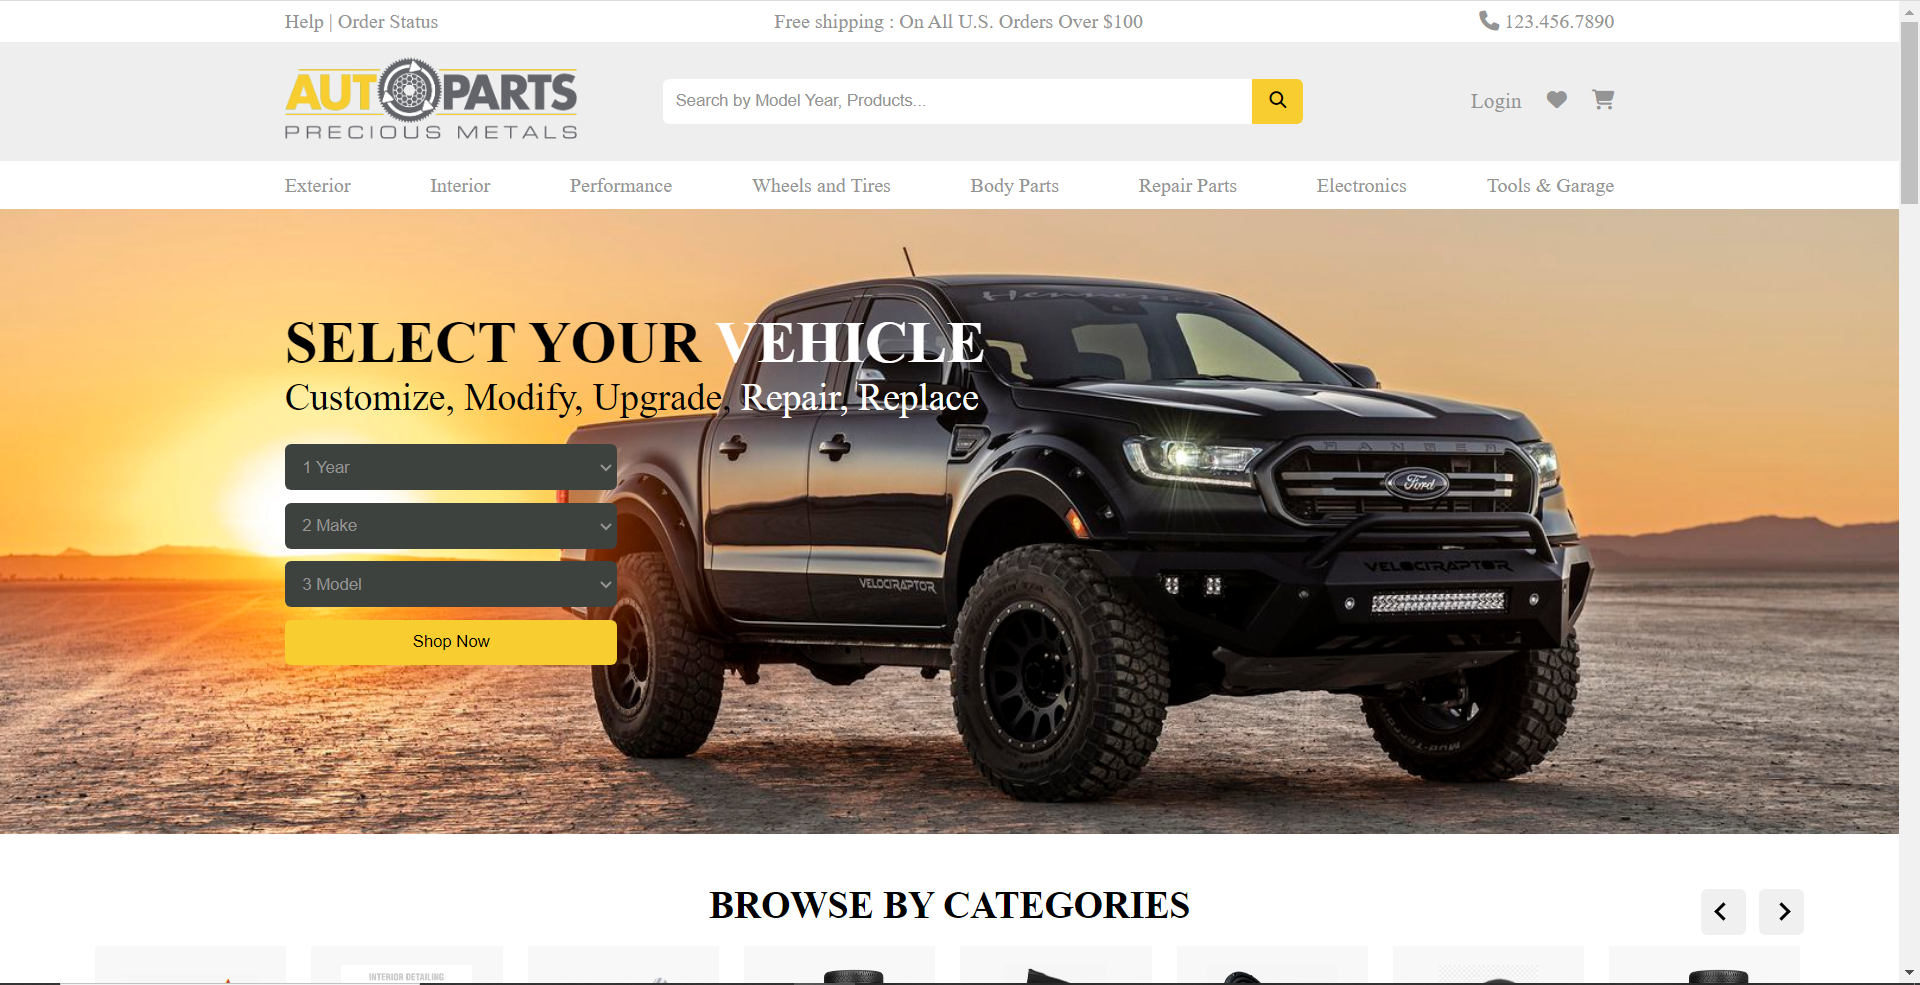 Help | Order Status
Free shipping : On All U.S. Orders Over $100
123.456.7890
AUTOPARTS
PRECIOUS METALS
Search by Model Year, Products...
Login
Exterior
Interior
Performance
Wheels and Tires
Body Parts
Repair Parts
Electronics
Tools & Garage
Hennessey
SELECT YOUR VEHICLE
Customize, Modify, Upgrade, Repair, Replace
1 Year
2 Make
3 Model
Shop Now
RANGER
Ford
VELOCIRAPTOR
VELOCIRAPTOR
BROWSE BY CATEGORIES
INTERIOR DETAILING